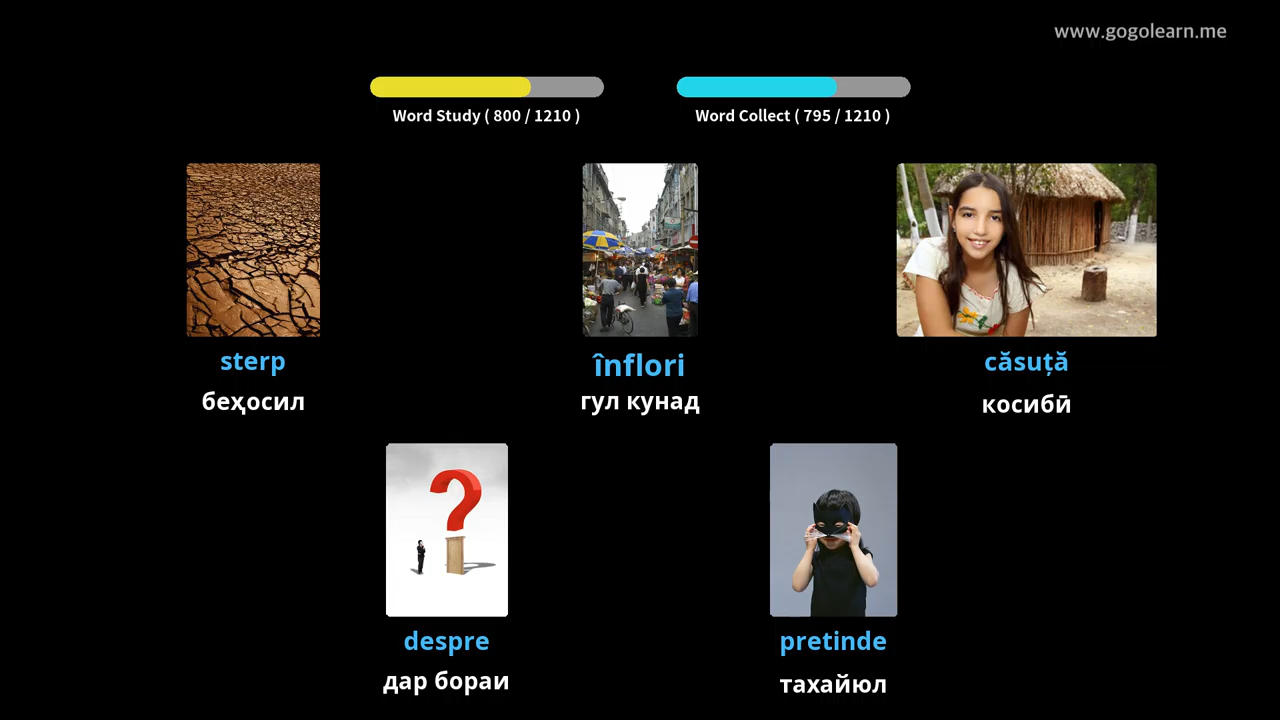 www.gogolearn.me
Word Study ( 800 / 1210 )
Word Collect ( 795 / 1210 )
sterp
înflori
căsuță
беҳосил
гул кунад
косибӣ
despre
pretinde
дар бораи
тахайюл